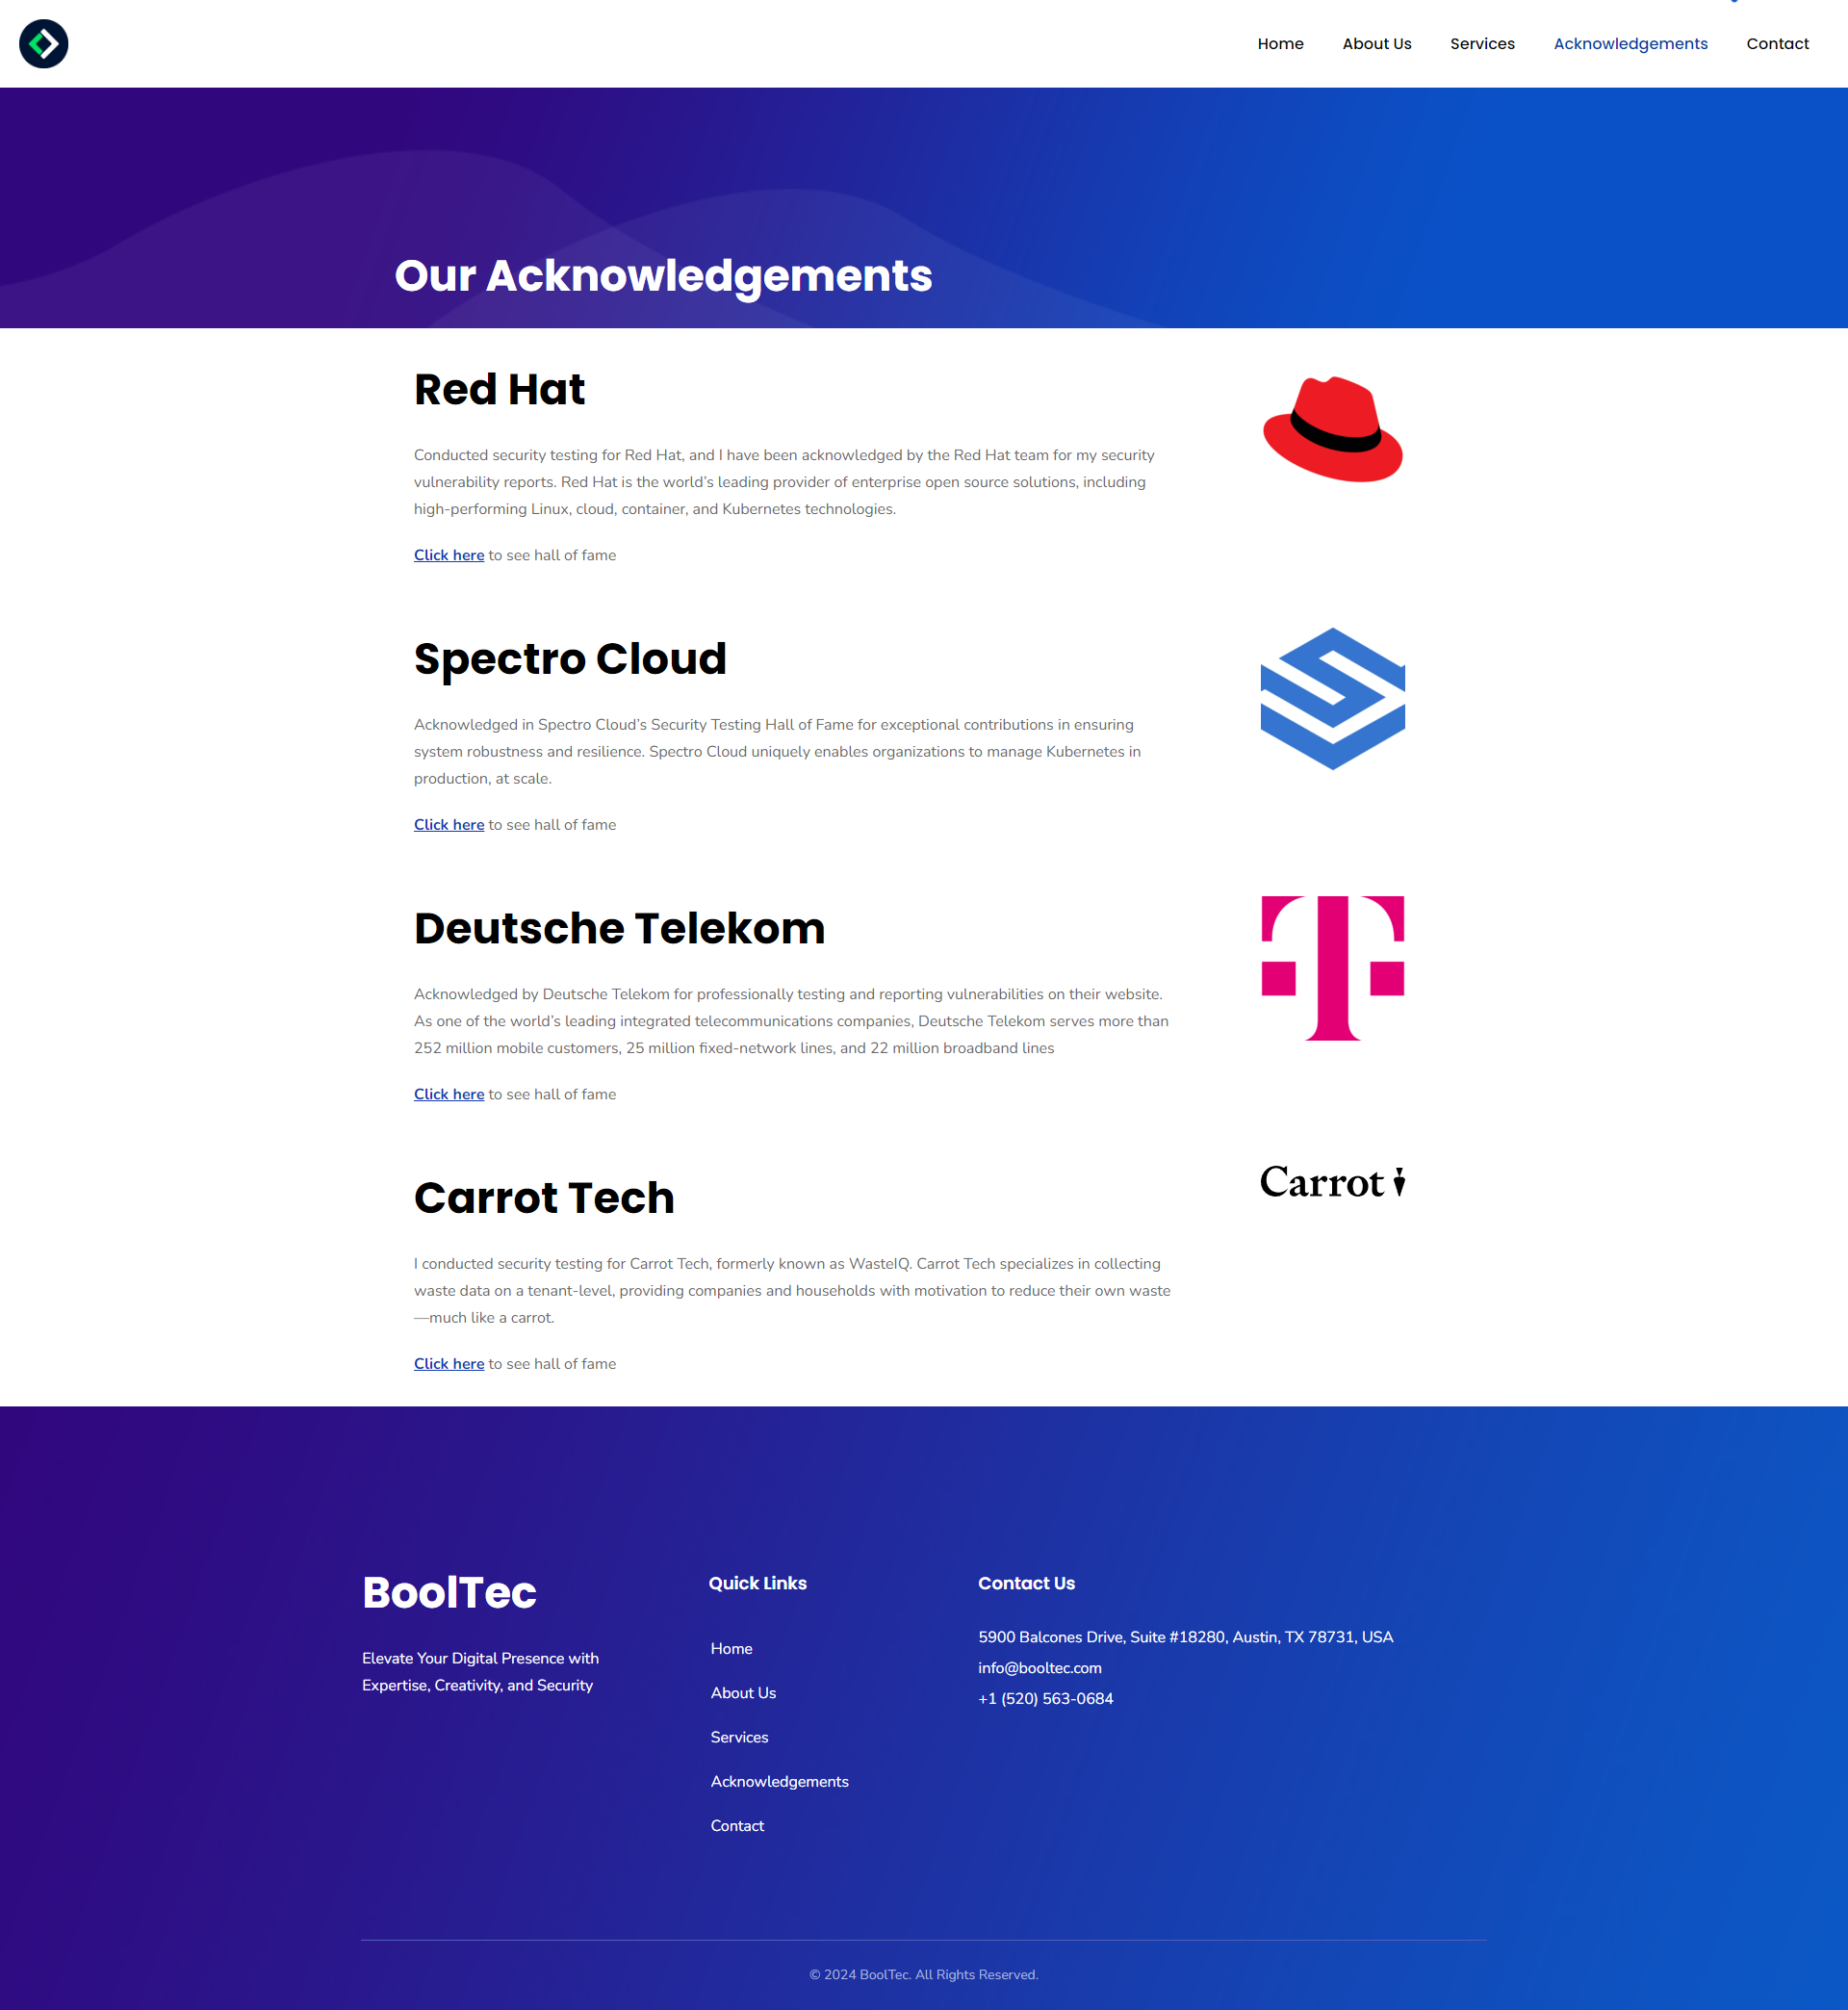 Home
About Us
Services
Acknowledgements
Contact
Our Acknowledgements
Red Hat
Conducted security testing for Red Hat, and I have been acknowledged by the Red Hat team for my security
vulnerability reports. Red Hat is the world’s leading provider of enterprise open source solutions, including
high-performing Linux, cloud, container, and Kubernetes technologies.
Click here to see hall of fame
Spectro Cloud
Acknowledged in Spectro Cloud’s Security Testing Hall of Fame for exceptional contributions in ensuring
system robustness and resilience. Spectro Cloud uniquely enables organizations to manage Kubernetes in
production, at scale.
Click here to see hall of fame
Deutsche Telekom
Acknowledged by Deutsche Telekom for professionally testing and reporting vulnerabilities on their website.
As one of the world’s leading integrated telecommunications companies, Deutsche Telekom serves more than
252 million mobile customers, 25 million fixed-network lines, and 22 million broadband lines
Click here to see hall of fame
T
Carrot Tech
Carrot
I conducted security testing for Carrot Tech, formerly known as WasteIQ. Carrot Tech specializes in collecting
waste data on a tenant-level, providing companies and households with motivation to reduce their own waste
—much like a carrot.
Click here to see hall of fame
BoolTec
Elevate Your Digital Presence with
Expertise, Creativity, and Security
Quick Links
Home
About Us
Services
Acknowledgements
Contact
Contact Us
5900 Balcones Drive, Suite #18280, Austin, TX 78731, USA
info@booltec.com
+1 (520) 563-0684
© 2024 BoolTec. All Rights Reserved.